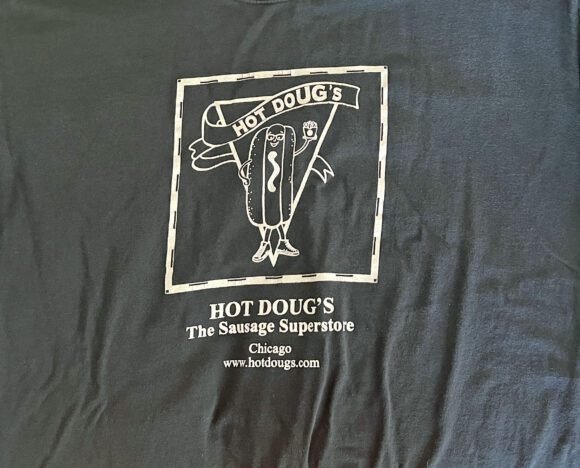 HOT DOUG's
HOT DOUG'S
The Sausage Superstore
Chicago
www.hotdougs.com